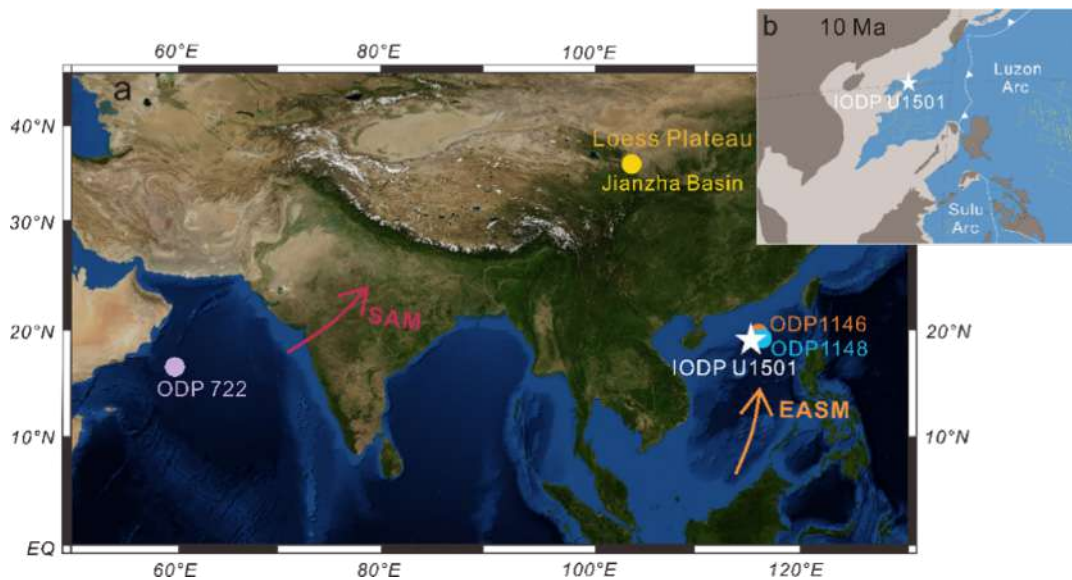 60°E
80°E
100°E
b
10 Ma
Luzon
Arc
IODP U1501
Sulu
Arc
a
40°N
30°N
20°N
10°N
EQ
Loess Plateau
Jianzha Basin
SAM
ODP 722
ODP1146
ODP1148
IODP U1501
EASM
20°N
10°N
60°E
80°E
100°E
120°E